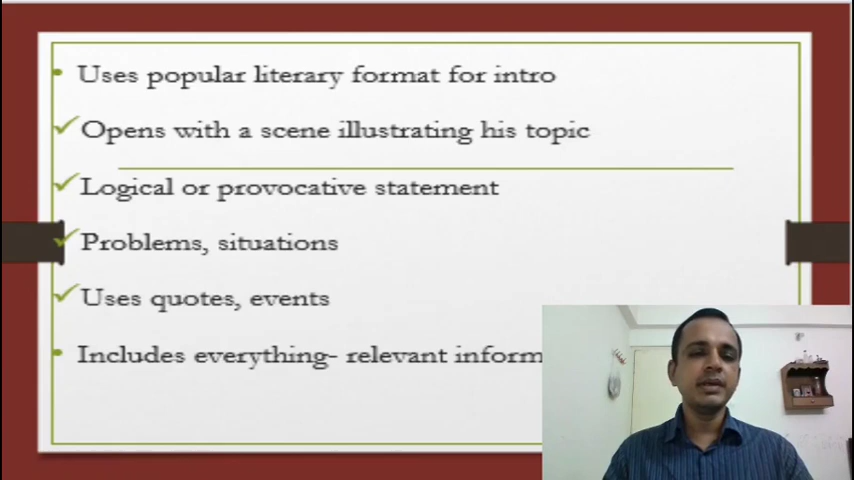 Uses popular literary format for intro
Opens with a scene illustrating his topic
Logical or provocative statement
Problems, situations
Uses quotes, events
Includes everything- relevant inform